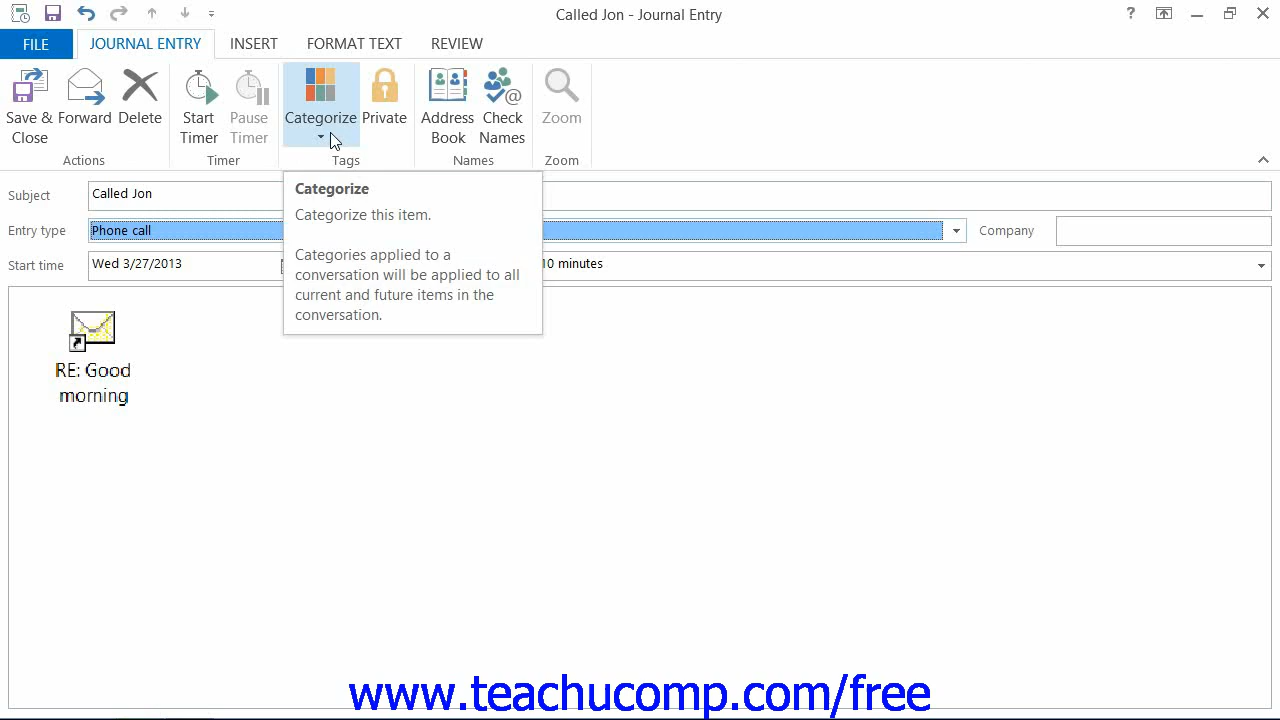 Called Jon - Journal Entry
?
FILE JOURNAL ENTRY INSERT FORMAT TEXT REVIEW
Save & Close
Forward
Delete
Start Timer
Pause Timer
Categorize
Private
Address Book
Check Names
Zoom
Actions Timer Tags Names Zoom
Subject Called Jon
Entry type Phone call Company
Start time Wed 3/27/2013 10 minutes
Categorize
Categorize this item.
Categories applied to a
conversation will be applied to all
current and future items in the
conversation.
RE: Good
morning
www.teachucomp.com/free